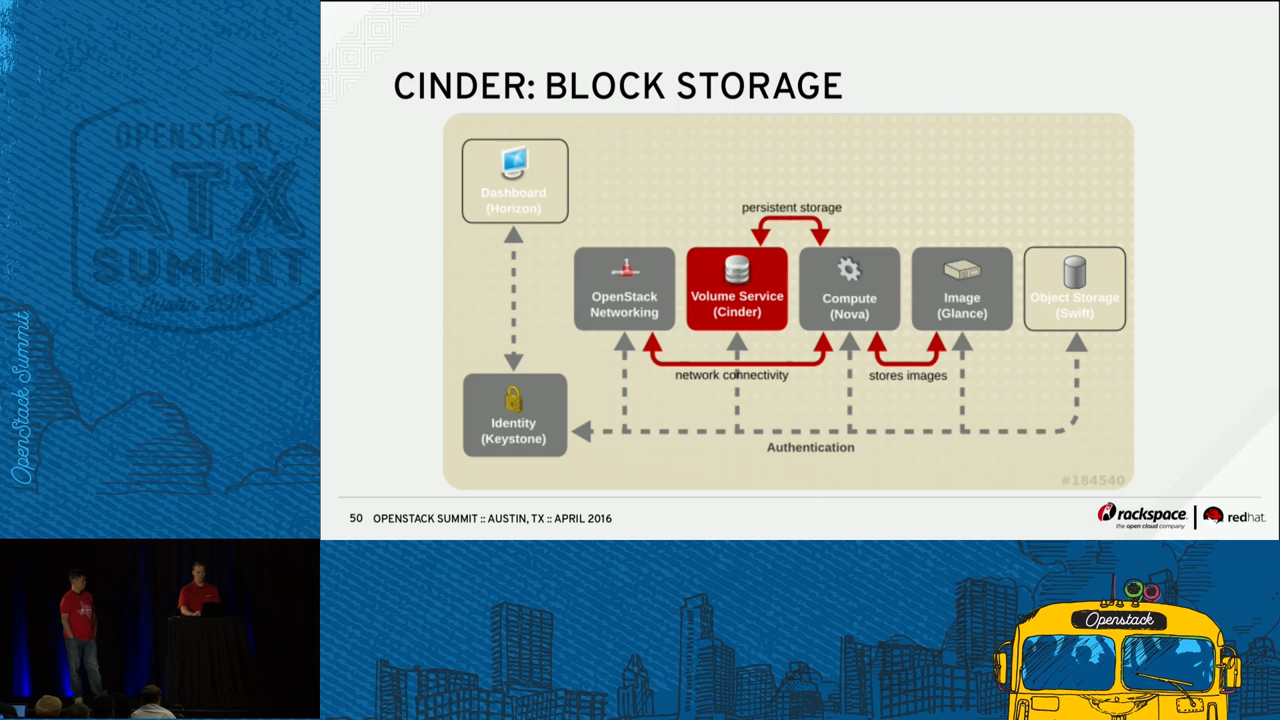 OPENSTACK
ATX
SUMMIT
Austin 2016
OpenStack Summit
CINDER: BLOCK STORAGE
Dashboard
(Horizon)
persistent storage
OpenStack
Networking
Volume Service
(Cinder)
Compute
(Nova)
Image
(Glance)
Object Storage
(Swift)
network connectivity
stores images
Identity
(Keystone)
Authentication
#184540
50 OPENSTACK SUMMIT :: AUSTIN, TX :: APRIL 2016
rackspace.
the open cloud company
redhat.
Openstack